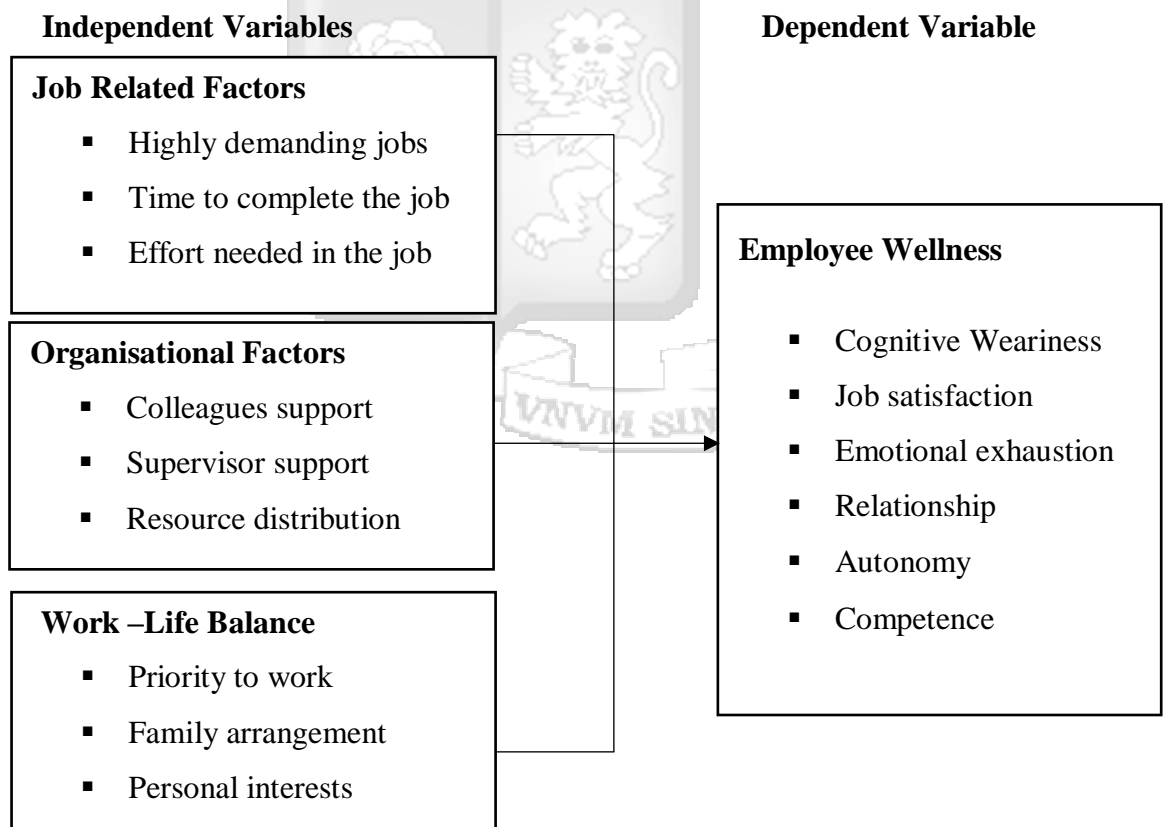 Independent Variables
Dependent Variable
Job Related Factors
▪ Highly demanding jobs
▪ Time to complete the job
▪ Effort needed in the job
Organisational Factors
▪ Colleagues support
▪ Supervisor support
▪ Resource distribution
Work –Life Balance
▪ Priority to work
▪ Family arrangement
▪ Personal interests
Employee Wellness
▪ Cognitive Weariness
▪ Job satisfaction
▪ Emotional exhaustion
▪ Relationship
▪ Autonomy
▪ Competence
VNVM SIN